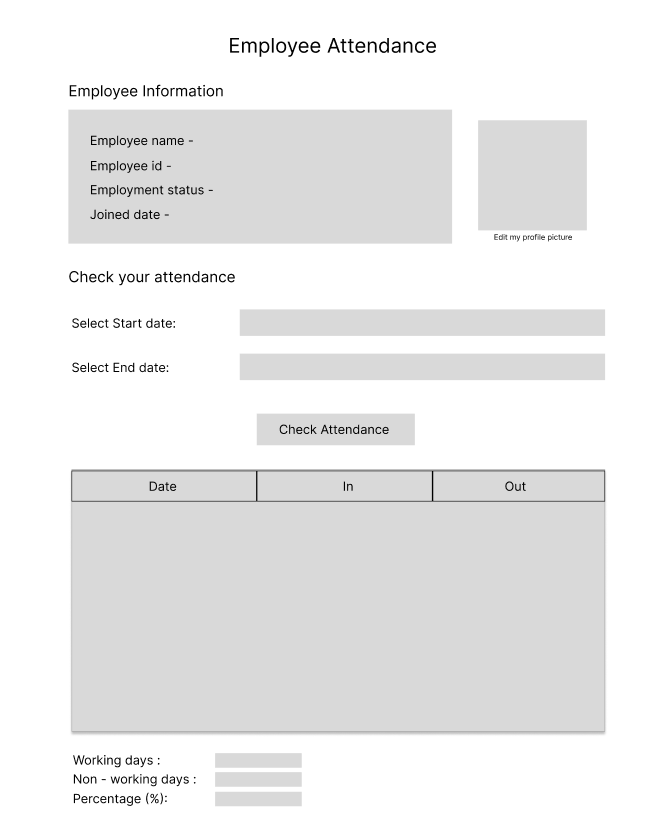 Employee Attendance
Employee Information
Employee name -
Employee id -
Employment status -
Joined date -
Edit my profile picture
Check your attendance
Select Start date:
Select End date:
Check Attendance
Date In Out
Working days :
Non - working days :
Percentage (%):